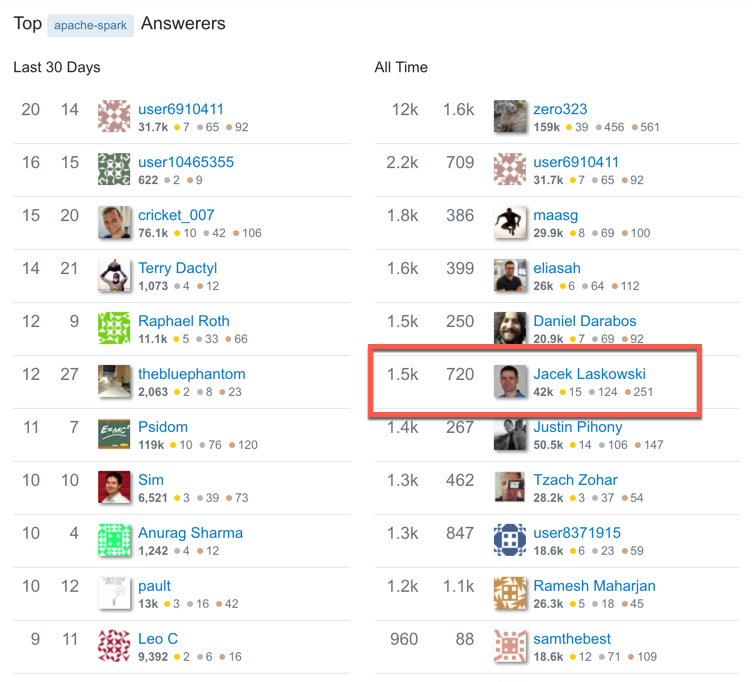 Top apache-spark Answerers
Last 30 Days
20 14 user6910411
31.7k 7 65 92
16 15 user10465355
622 2 9
15 20 cricket_007
76.1k 10 42 106
14 21 Terry Dactyl
1,073 4 12
12 9 Raphael Roth
11.1k 5 33 66
12 27 thebluephantom
2,063 2 8 23
11 7 Psidom
119k 10 76 120
10 10 Sim
6,521 3 39 73
10 4 Anurag Sharma
1,242 4 12
10 12 pault
13k 3 16 42
9 11 Leo C
9,392 2 6 16
All Time
12k 1.6k zero323
159k 39 456 561
2.2k 709 user6910411
31.7k 7 65 92
1.8k 386 maasg
29.9k 8 69 100
1.6k 399 eliasah
26k 6 64 112
1.5k 250 Daniel Darabos
20.9k 7 69 92
1.5k 720 Jacek Laskowski
42k 15 124 251
1.4k 267 Justin Pihony
50.5k 14 106 147
1.3k 462 Tzach Zohar
28.2k 3 37 54
1.3k 847 user8371915
18.6k 6 23 59
1.2k 1.1k Ramesh Maharjan
26.3k 5 18 45
960 88 samthebest
18.6k 12 71 109